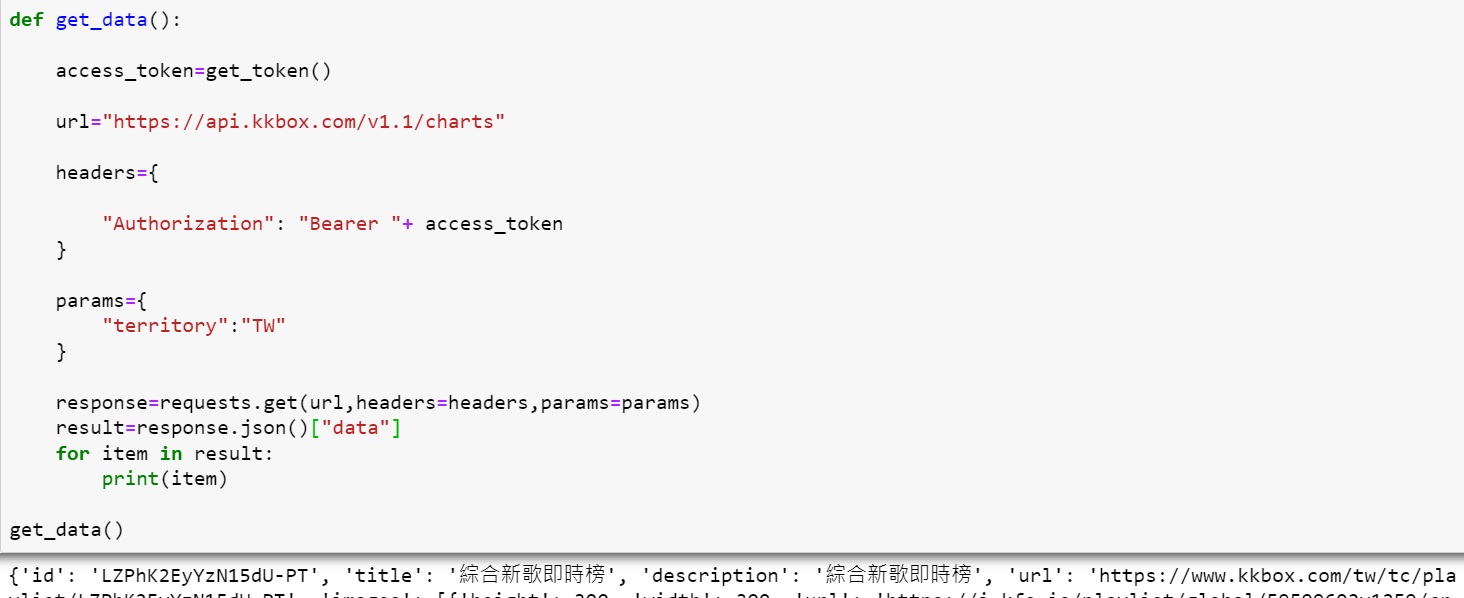 def get_data():
access_token=get_token()
url="https://api.kkbox.com/v1.1/charts"
headers={
"Authorization": "Bearer "+ access_token
}
params={
"territory":"TW"
}
response=requests.get(url,headers=headers,params=params)
result=response.json()["data"]
for item in result:
print(item)
get_data()
{'id': 'LZPhK2EyYzN15dU-PT', 'title': '綜合新歌即時榜', 'description': '綜合新歌即時榜', 'url': 'https://www.kkbox.com/tw/tc/pla